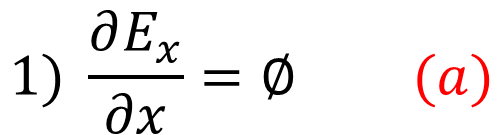 1) ∂Eₓ/∂x = ∅ (a)